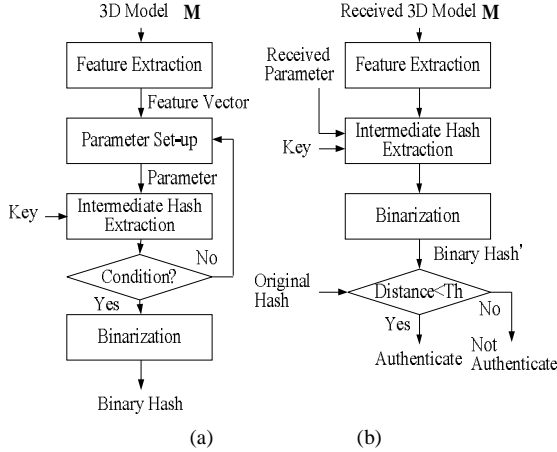 3D Model M
Feature Extraction
Feature Vector
Parameter Set-up
Parameter
Key
Intermediate Hash
Extraction
Condition?
No
Yes
Binarization
Binary Hash
(a)
Received 3D Model M
Received
Parameter
Feature Extraction
Key
Intermediate Hash
Extraction
Binarization
Binary Hash'
Original
Hash
Distance<Th
No
Yes
Authenticate
Not
Authenticate
(b)